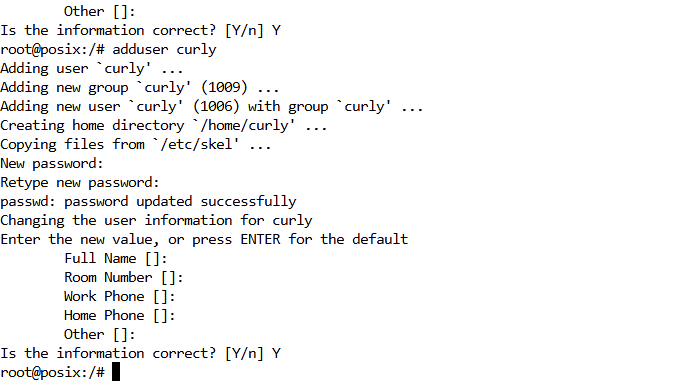 Other []:
Is the information correct? [Y/n] Y
root@posix:/# adduser curly
Adding user `curly' ...
Adding new group `curly' (1009) ...
Adding new user `curly' (1006) with group `curly' ...
Creating home directory `/home/curly' ...
Copying files from `/etc/skel' ...
New password:
Retype new password:
passwd: password updated successfully
Changing the user information for curly
Enter the new value, or press ENTER for the default
Full Name []:
Room Number []:
Work Phone []:
Home Phone []:
Other []:
Is the information correct? [Y/n] Y
root@posix:/#